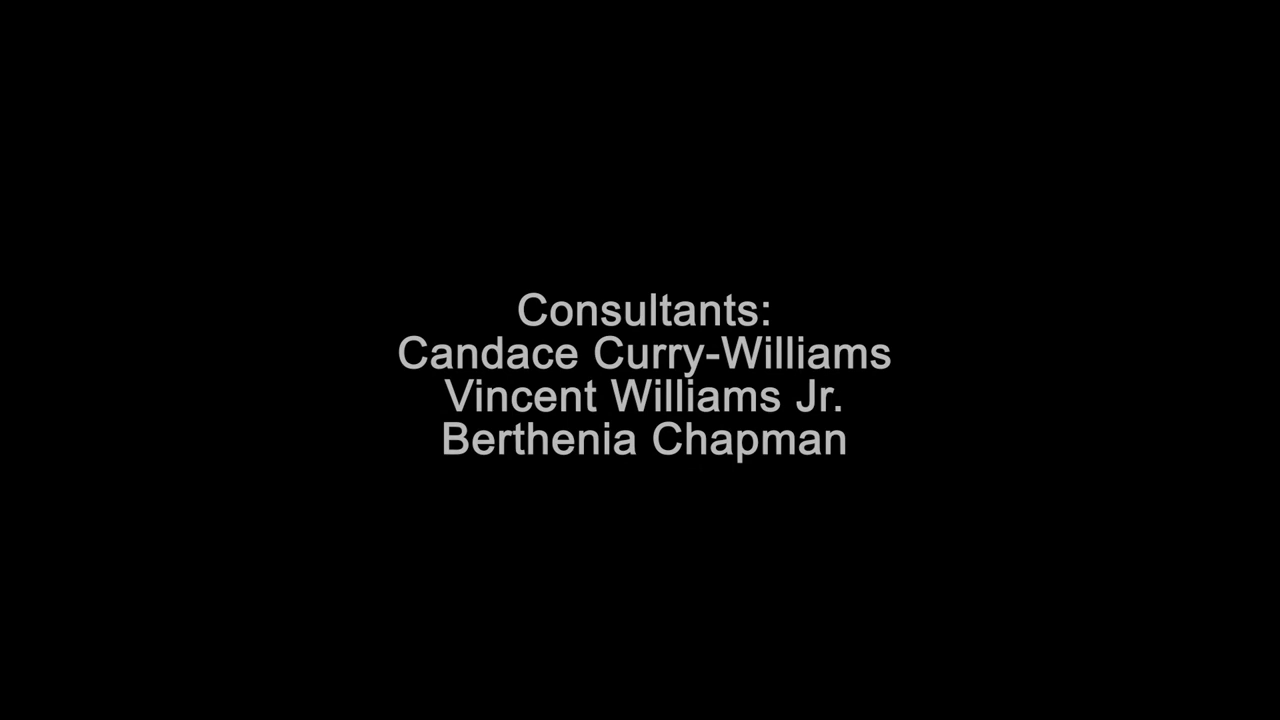 Consultants:
Candace Curry-Williams
Vincent Williams Jr.
Berthenia Chapman